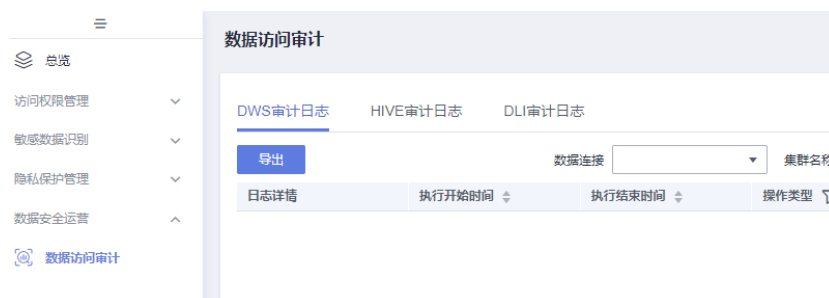 总览
访问权限管理
敏感数据识别
隐私保护管理
数据安全运营
数据访问审计
数据访问审计
DWS审计日志 HIVE审计日志 DLI审计日志
导出 数据连接 集群名称
日志详情 执行开始时间 执行结束时间 操作类型